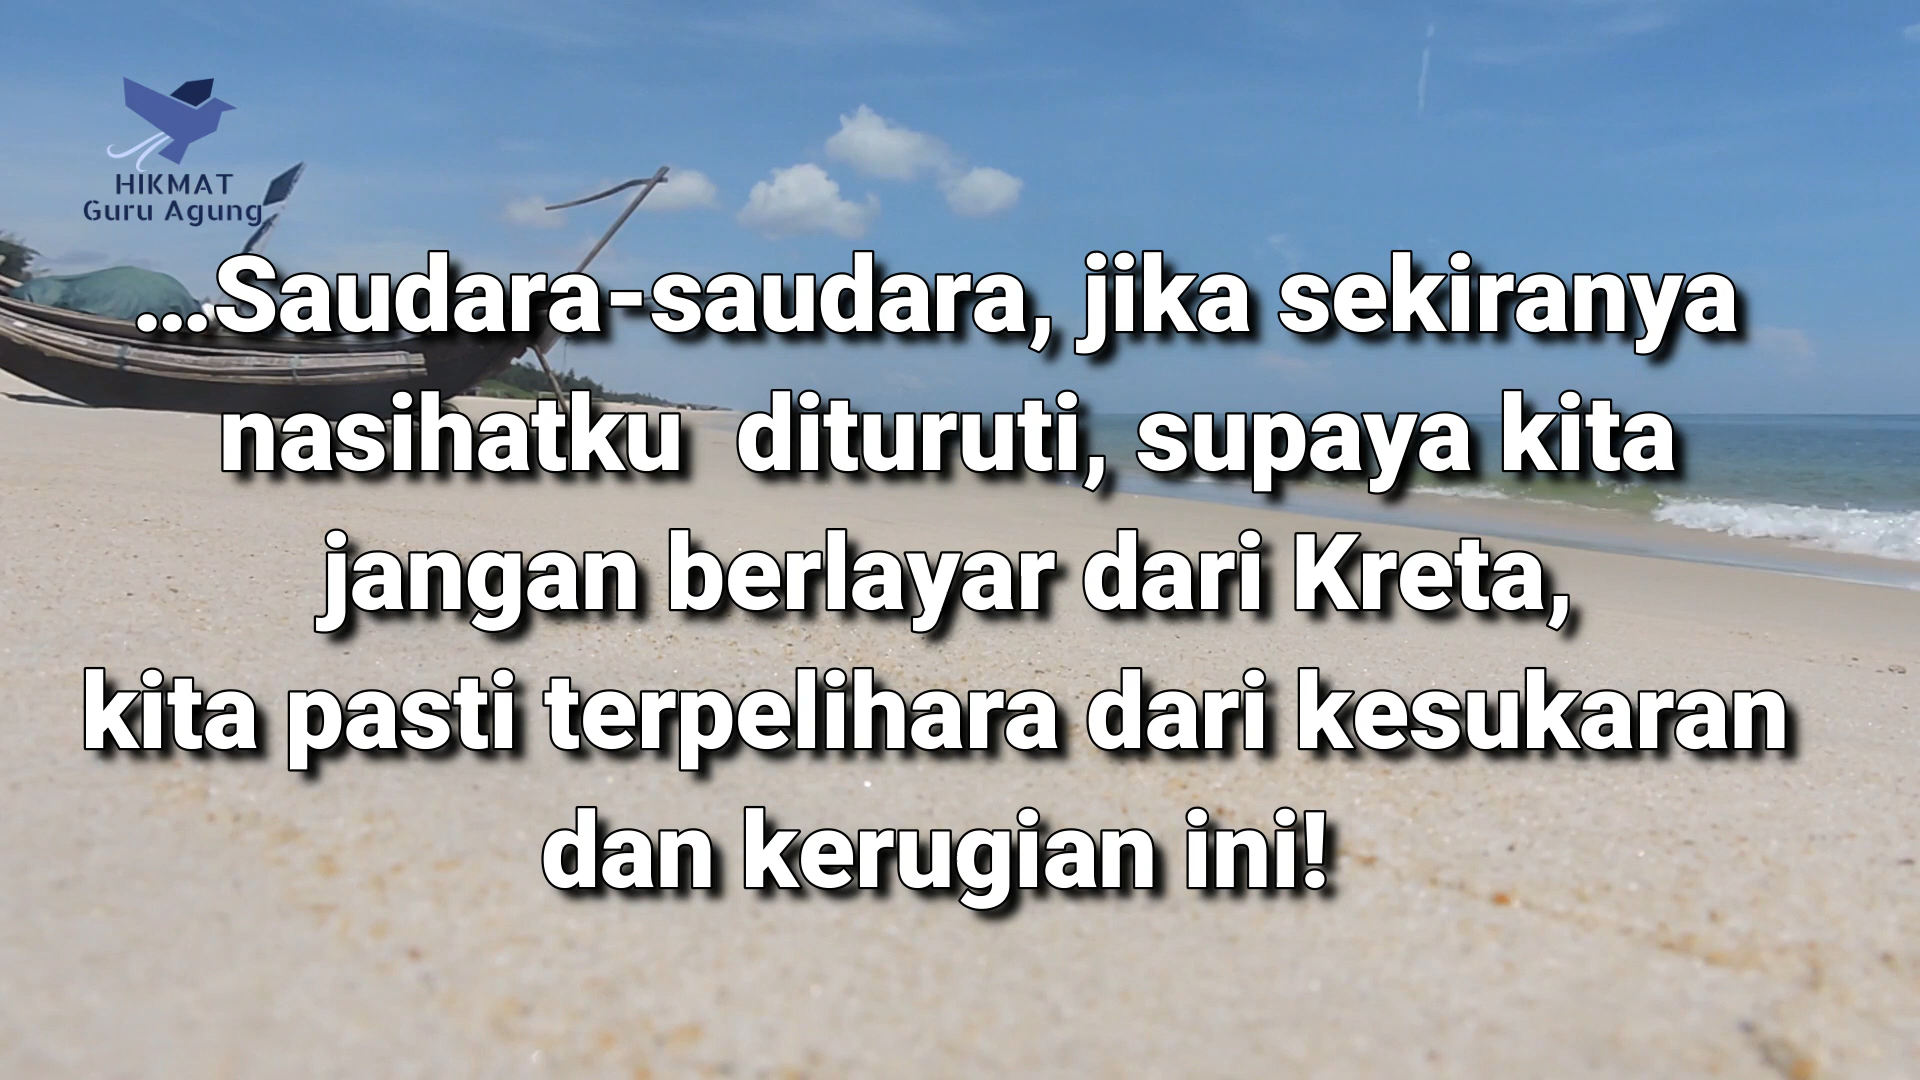 HIKMAT
Guru Agung
...Saudara-saudara, jika sekiranya
nasihatku dituruti, supaya kita
jangan berlayar dari Kreta,
kita pasti terpelihara dari kesukaran
dan kerugian ini!